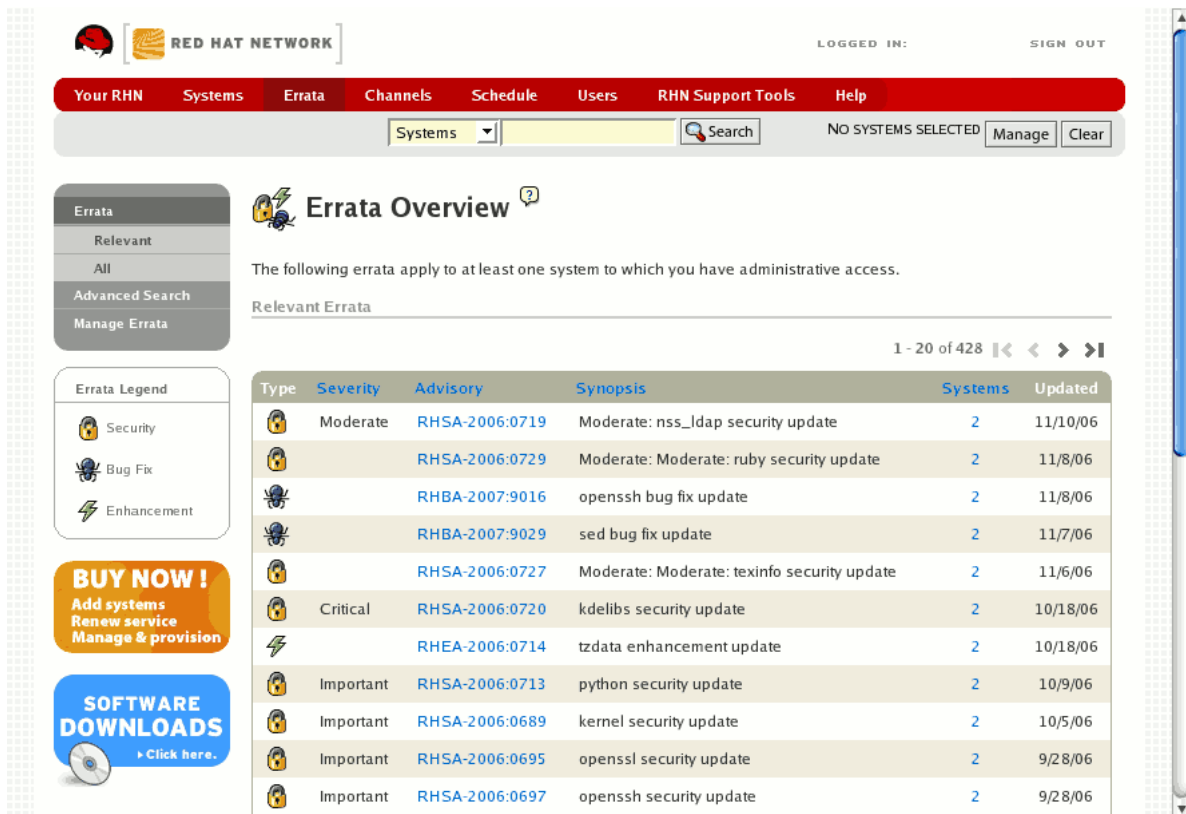 RED HAT NETWORK
LOGGED IN: SIGN OUT
Your RHN Systems Errata Channels Schedule Users RHN Support Tools Help
Systems Search NO SYSTEMS SELECTED Manage Clear
Errata
Relevant
All
Advanced Search
Manage Errata
Errata Legend
Security
Bug Fix
Enhancement
BUY NOW !
Add systems
Renew service
Manage & provision
SOFTWARE
DOWNLOADS
Click here.
Errata Overview ?
The following errata apply to at least one system to which you have administrative access.
Relevant Errata
1 - 20 of 428
Type Severity Advisory Synopsis Systems Updated
Moderate RHSA-2006:0719 Moderate: nss_ldap security update 2 11/10/06
RHSA-2006:0729 Moderate: Moderate: ruby security update 2 11/8/06
RHBA-2007:9016 openssh bug fix update 2 11/8/06
RHBA-2007:9029 sed bug fix update 2 11/7/06
RHSA-2006:0727 Moderate: Moderate: texinfo security update 2 11/6/06
Critical RHSA-2006:0720 kdelibs security update 2 10/18/06
RHEA-2006:0714 tzdata enhancement update 2 10/18/06
Important RHSA-2006:0713 python security update 2 10/9/06
Important RHSA-2006:0689 kernel security update 2 10/5/06
Important RHSA-2006:0695 openssl security update 2 9/28/06
Important RHSA-2006:0697 openssh security update 2 9/28/06